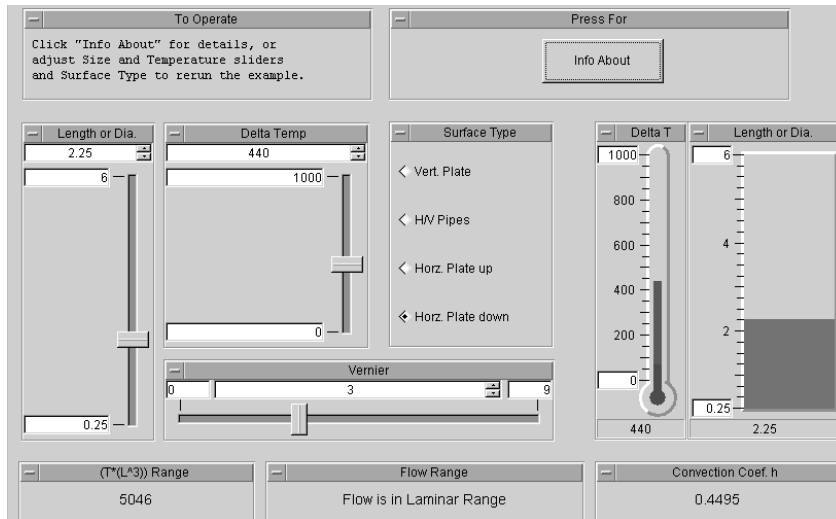 To Operate
Click "Info About" for details, or
adjust Size and Temperature sliders
and Surface Type to rerun the example.
Press For
Info About
Length or Dia.
2.25
6
0.25
Delta Temp
440
1000
0
Surface Type
Vert. Plate
H/V Pipes
Horz. Plate up
Horz. Plate down
Delta T
1000
800
600
400
200
0
440
Length or Dia.
6
4
2
0.25
2.25
Vernier
0 3 9
(T*(L^3)) Range
5046
Flow Range
Flow is in Laminar Range
Convection Coef. h
0.4495